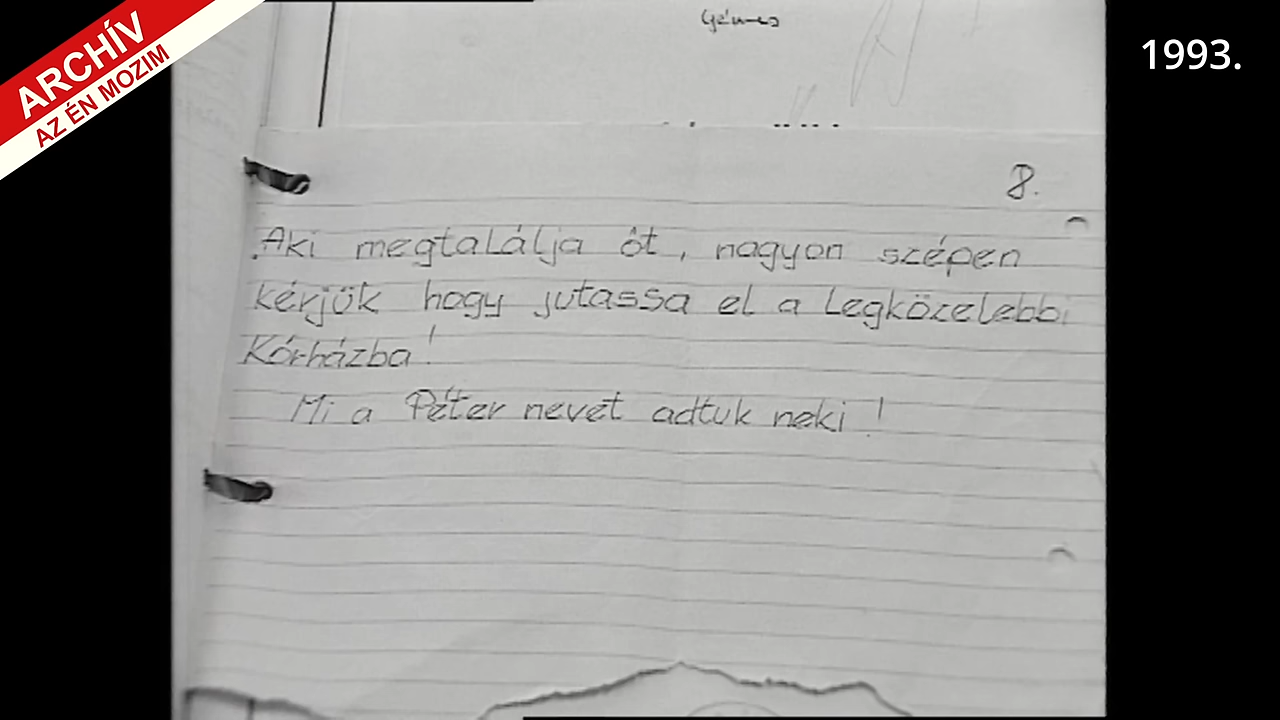 ARCHÍV
AZ ÉN MOZIM
1993.
8.
Aki megtalálja őt, nagyon szépen
kérjük hogy jutassa el a legközelebbi
Kórházba!
Mi a Péter nevet adtuk neki!